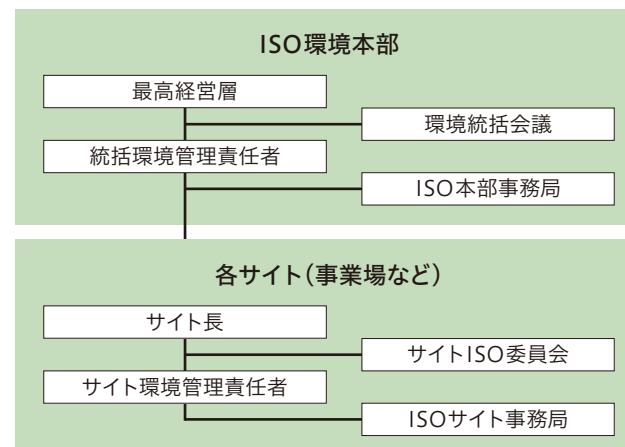 ISO環境本部
最高経営層
環境統括会議
統括環境管理責任者
ISO本部事務局
各サイト(事業場など)
サイト長
サイトISO委員会
サイト環境管理責任者
ISOサイト事務局